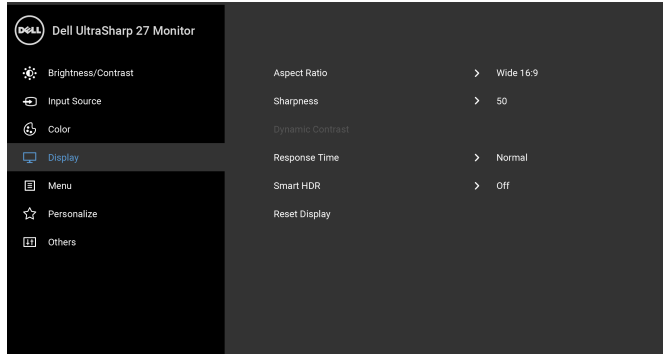 DELL Dell UltraSharp 27 Monitor
Brightness/Contrast
Input Source
Color
Display
Menu
Personalize
Others
Aspect Ratio > Wide 16:9
Sharpness > 50
Dynamic Contrast
Response Time > Normal
Smart HDR > Off
Reset Display